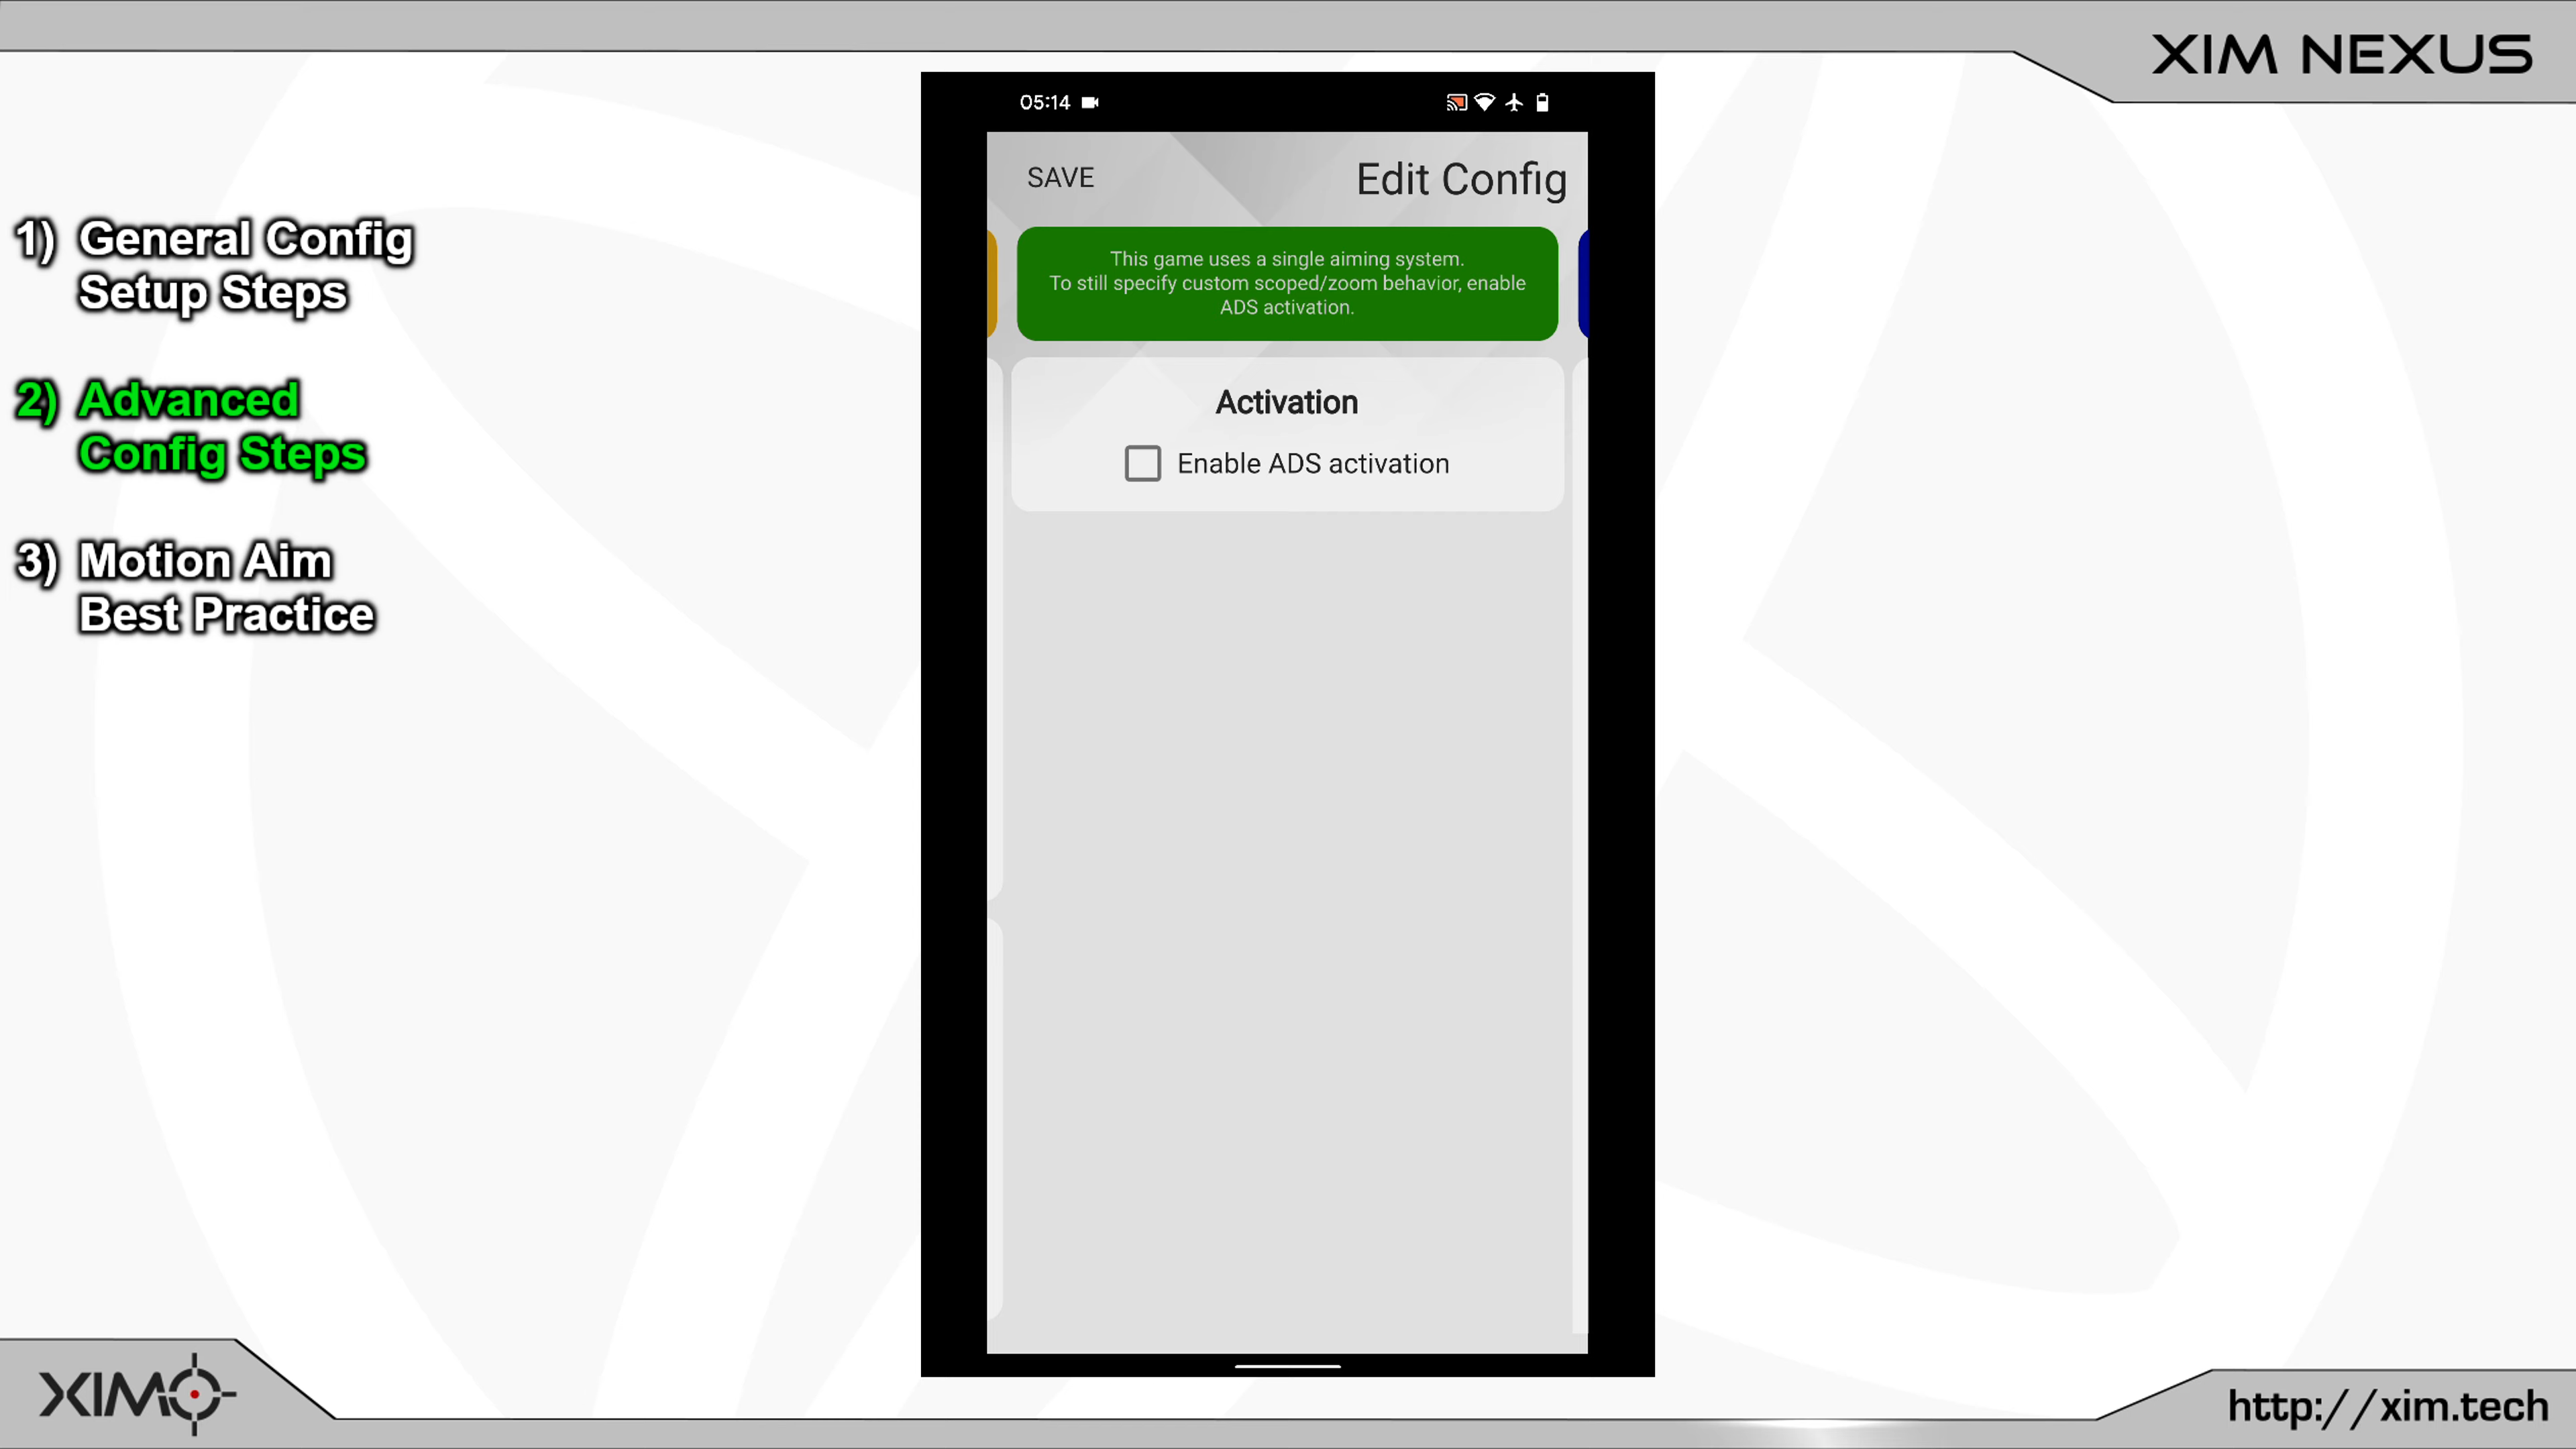 XIM NEXUS
05:14
SAVE
Edit Config
This game uses a single aiming system.
To still specify custom scoped/zoom behavior, enable
ADS activation.
Activation
Enable ADS activation
1) General Config
Setup Steps
2) Advanced
Config Steps
3) Motion Aim
Best Practice
XIM
http://xim.tech